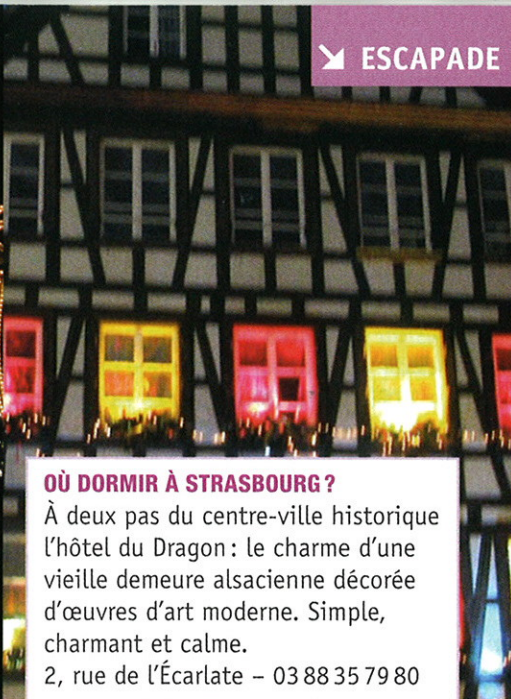 ESCAPADE
OÙ DORMIR À STRASBOURG ?
À deux pas du centre-ville historique
l'hôtel du Dragon : le charme d'une
vieille demeure alsacienne décorée
d'œuvres d'art moderne. Simple,
charmant et calme.
2, rue de l'Écarlate – 03 88 35 79 80